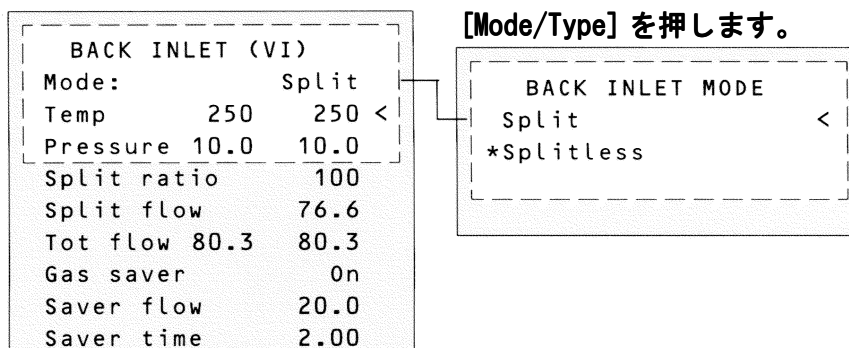 BACK INLET (VI)
Mode: Split
Temp 250 250 <
Pressure 10.0 10.0
Split ratio 100
Split flow 76.6
Tot flow 80.3 80.3
Gas saver On
Saver flow 20.0
Saver time 2.00
[Mode/Type] を押します。
BACK INLET MODE
Split <
*Splitless